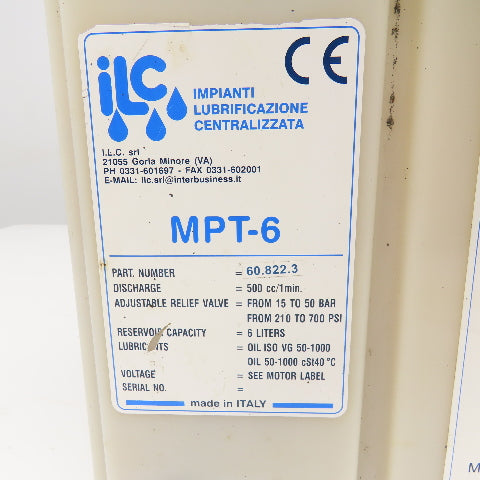 iLC
CE
IMPIANTI
LUBRIFICAZIONE
CENTRALIZZATA
I.L.C. srl
21055 Gorla Minore (VA)
PH 0331-601697 - FAX 0331-602001
E-MAIL: ilc.srl@interbusiness.it
MPT-6
PART. NUMBER = 60.822.3
DISCHARGE = 500 cc/1min.
ADJUSTABLE RELIEF VALVE = FROM 15 TO 50 BAR
FROM 210 TO 700 PSI
RESERVOIR CAPACITY = 6 LITERS
LUBRICANTS = OIL ISO VG 50-1000
OIL 50-1000 cSt40 °C
VOLTAGE = SEE MOTOR LABEL
SERIAL NO. =
made in ITALY
M